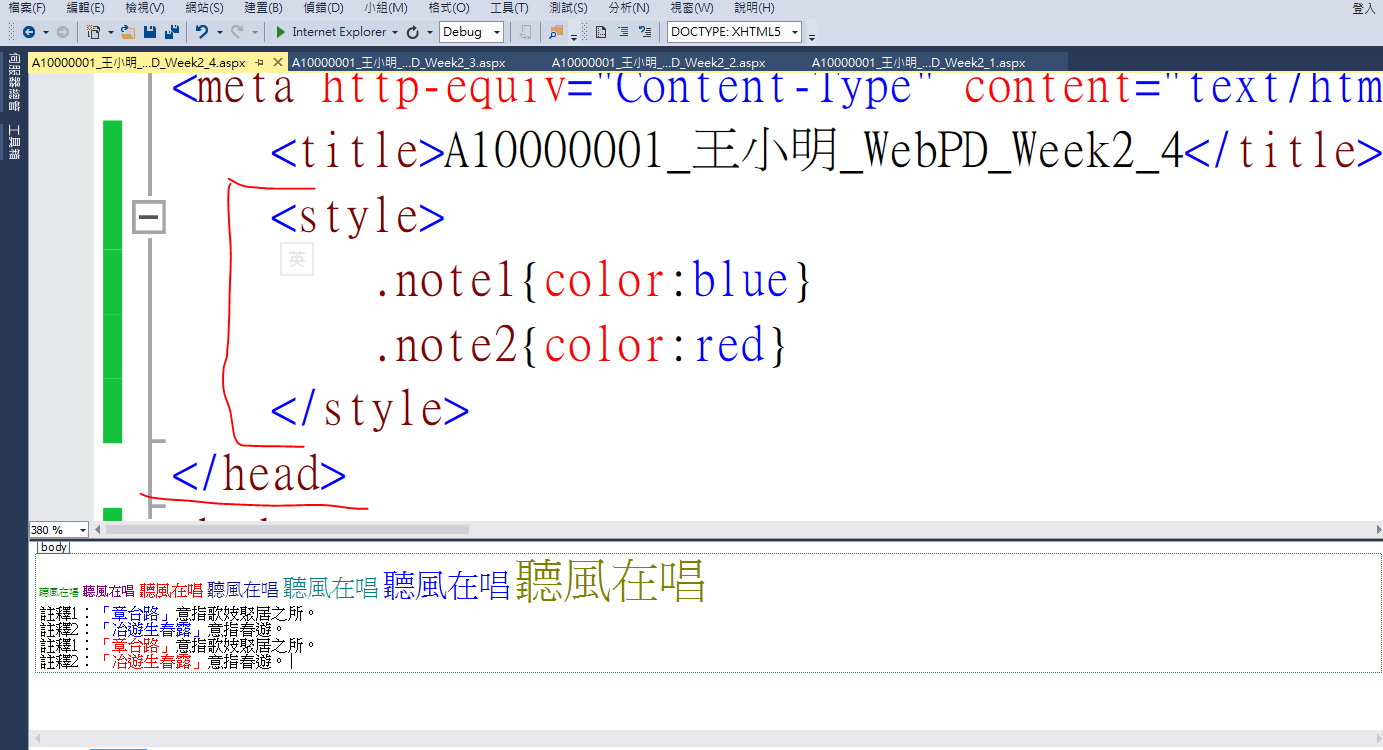 檔案(F) 編輯(E) 檢視(V) 網站(S) 建置(B) 偵錯(D) 小組(M) 格式(O) 工具(T) 測試(S) 分析(N) 視窗(W) 說明(H) 登入
Internet Explorer Debug DOCTYPE: XHTML5
伺服器總管 工具箱
A10000001_王小明_...D_Week2_4.aspx A10000001_王小明_...D_Week2_3.aspx A10000001_王小明_...D_Week2_2.aspx A10000001_王小明_...D_Week2_1.aspx
<meta http-equiv="Content-Type" content="text/htm
<title>A10000001_王小明_WebPD_Week2_4</title>
<style>
英
.note1{color:blue}
.note2{color:red}
</style>
</head>
380 %
body
聽風在唱 聽風在唱 聽風在唱 聽風在唱 聽風在唱 聽風在唱 聽風在唱
註釋1：「章台路」意指歌妓聚居之所。
註釋2：「冶遊生春露」意指春遊。
註釋1：「章台路」意指歌妓聚居之所。
註釋2：「冶遊生春露」意指春遊。